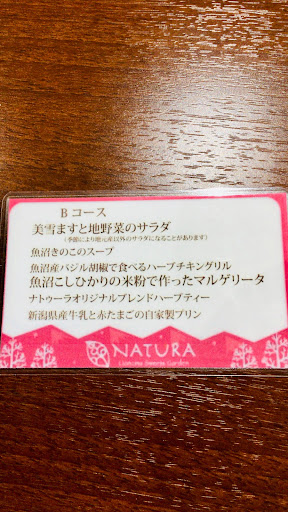 Bコース
美雪ますと地野菜のサラダ
(季節により地元産以外のサラダになることがあります)
魚沼きのこのスープ
魚沼産バジル胡椒で食べるハーブチキングリル
魚沼こしひかりの米粉で作ったマルゲリータ
ナトゥーラオリジナルブレンドハーブティー
新潟県産牛乳と赤たまごの自家製プリン
NATURA
Garden